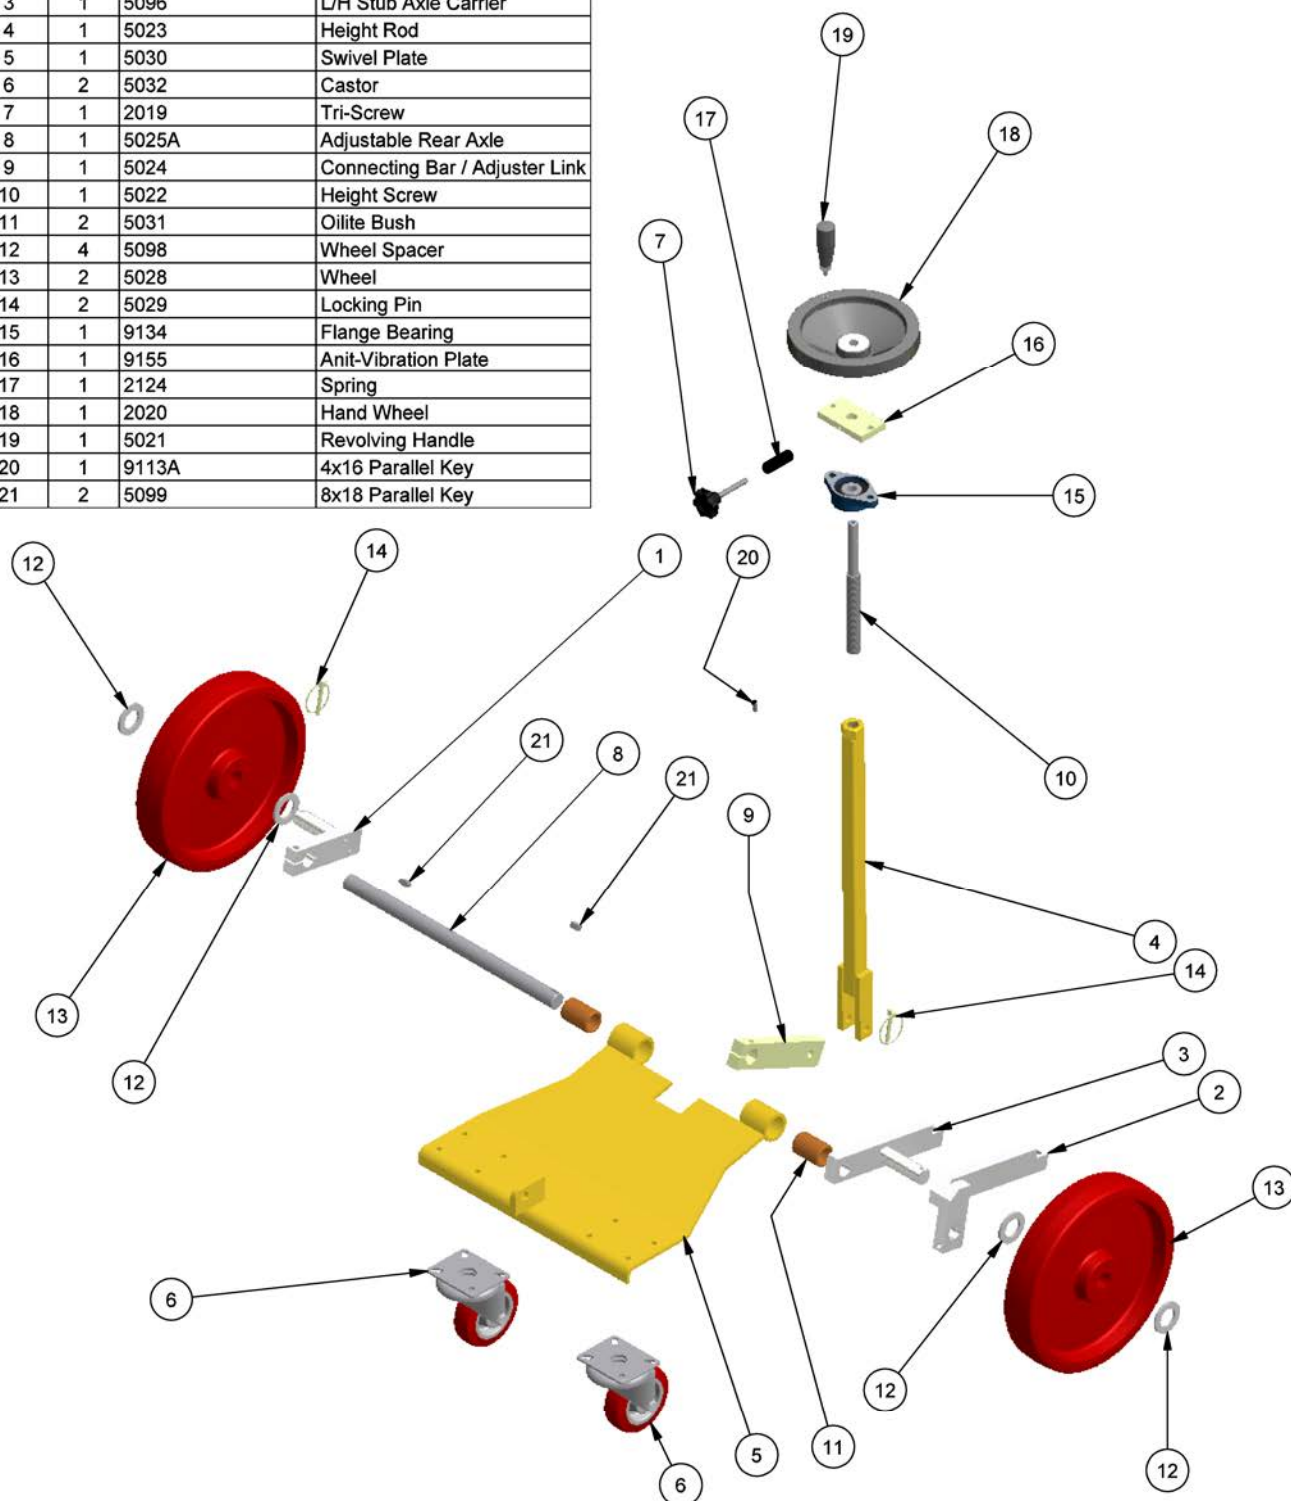 3 1 5096 L/H Stub Axle Carrier
4 1 5023 Height Rod
5 1 5030 Swivel Plate
6 2 5032 Castor
7 1 2019 Tri-Screw
8 1 5025A Adjustable Rear Axle
9 1 5024 Connecting Bar / Adjuster Link
10 1 5022 Height Screw
11 2 5031 Oilite Bush
12 4 5098 Wheel Spacer
13 2 5028 Wheel
14 2 5029 Locking Pin
15 1 9134 Flange Bearing
16 1 9155 Anit-Vibration Plate
17 1 2124 Spring
18 1 2020 Hand Wheel
19 1 5021 Revolving Handle
20 1 9113A 4x16 Parallel Key
21 2 5099 8x18 Parallel Key
19
17
18
7
16
15
12
14
1
20
21
8
21
10
9
4
14
13
12
3
2
13
6
12
11
5
6
12